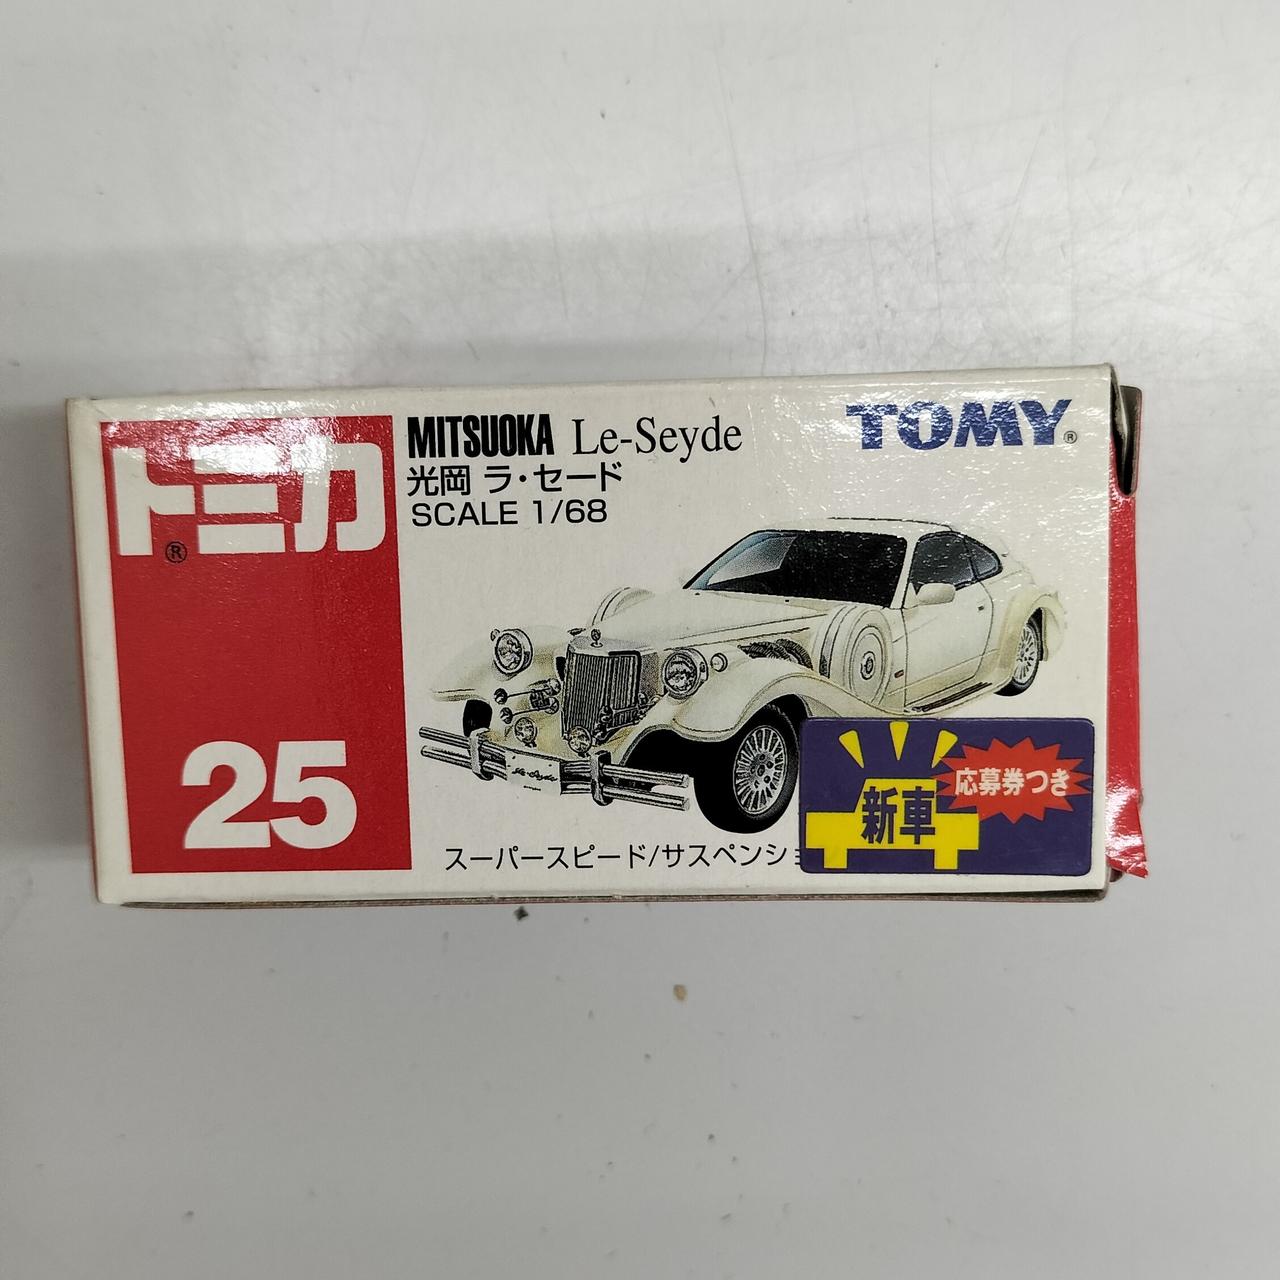 トミカ®
MITSUOKA Le-Seyde
光岡 ラ・セード
SCALE 1/68
TOMY®
Le-Seyde
25
スーパースピード/サスペンショ
新車
応募券つき